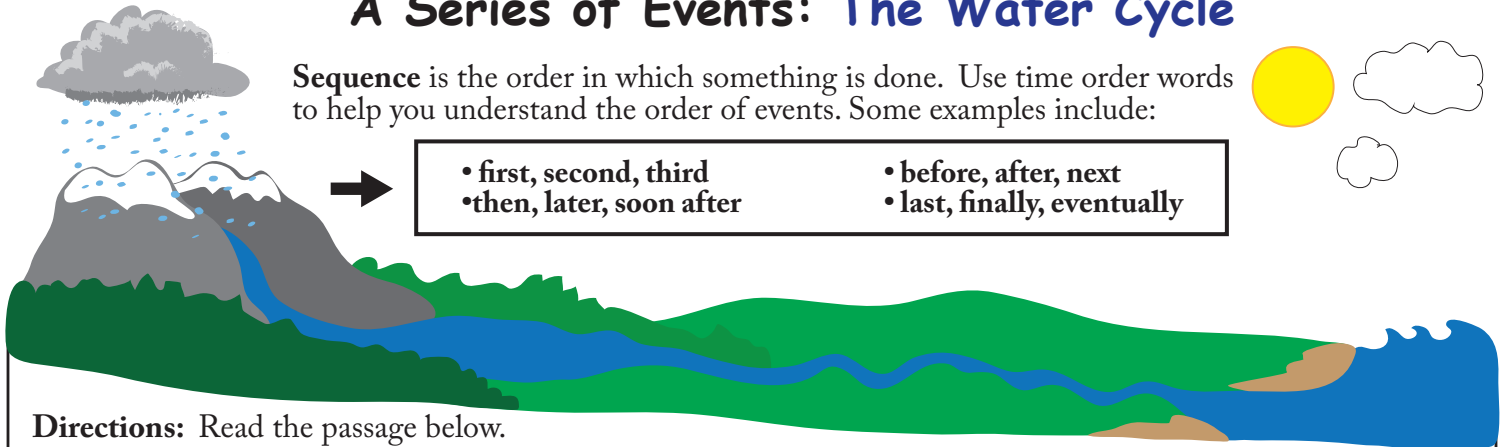 A Series of Events: The Water Cycle
Sequence is the order in which something is done. Use time order words
to help you understand the order of events. Some examples include:
• first, second, third
•then, later, soon after
• before, after, next
• last, finally, eventually
Directions: Read the passage below.